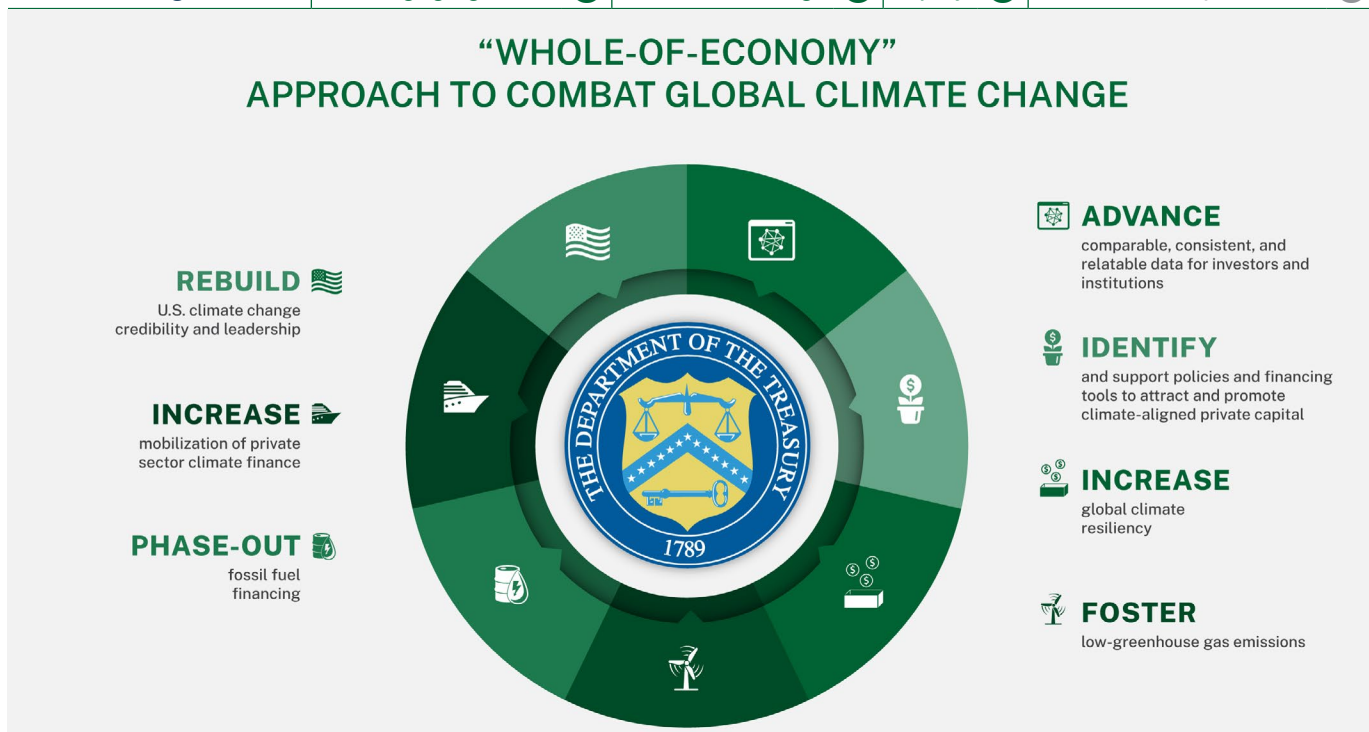 “WHOLE-OF-ECONOMY”
APPROACH TO COMBAT GLOBAL CLIMATE CHANGE
REBUILD
U.S. climate change
credibility and leadership
INCREASE
mobilization of private
sector climate finance
PHASE-OUT
fossil fuel
financing
THE DEPARTMENT OF THE TREASURY
1789
ADVANCE
comparable, consistent, and
relatable data for investors and
institutions
IDENTIFY
and support policies and financing
tools to attract and promote
climate-aligned private capital
INCREASE
global climate
resiliency
FOSTER
low-greenhouse gas emissions